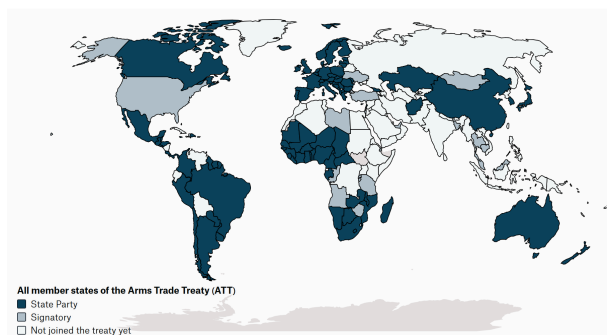 All member states of the Arms Trade Treaty (ATT)
State Party
Signatory
Not joined the treaty yet